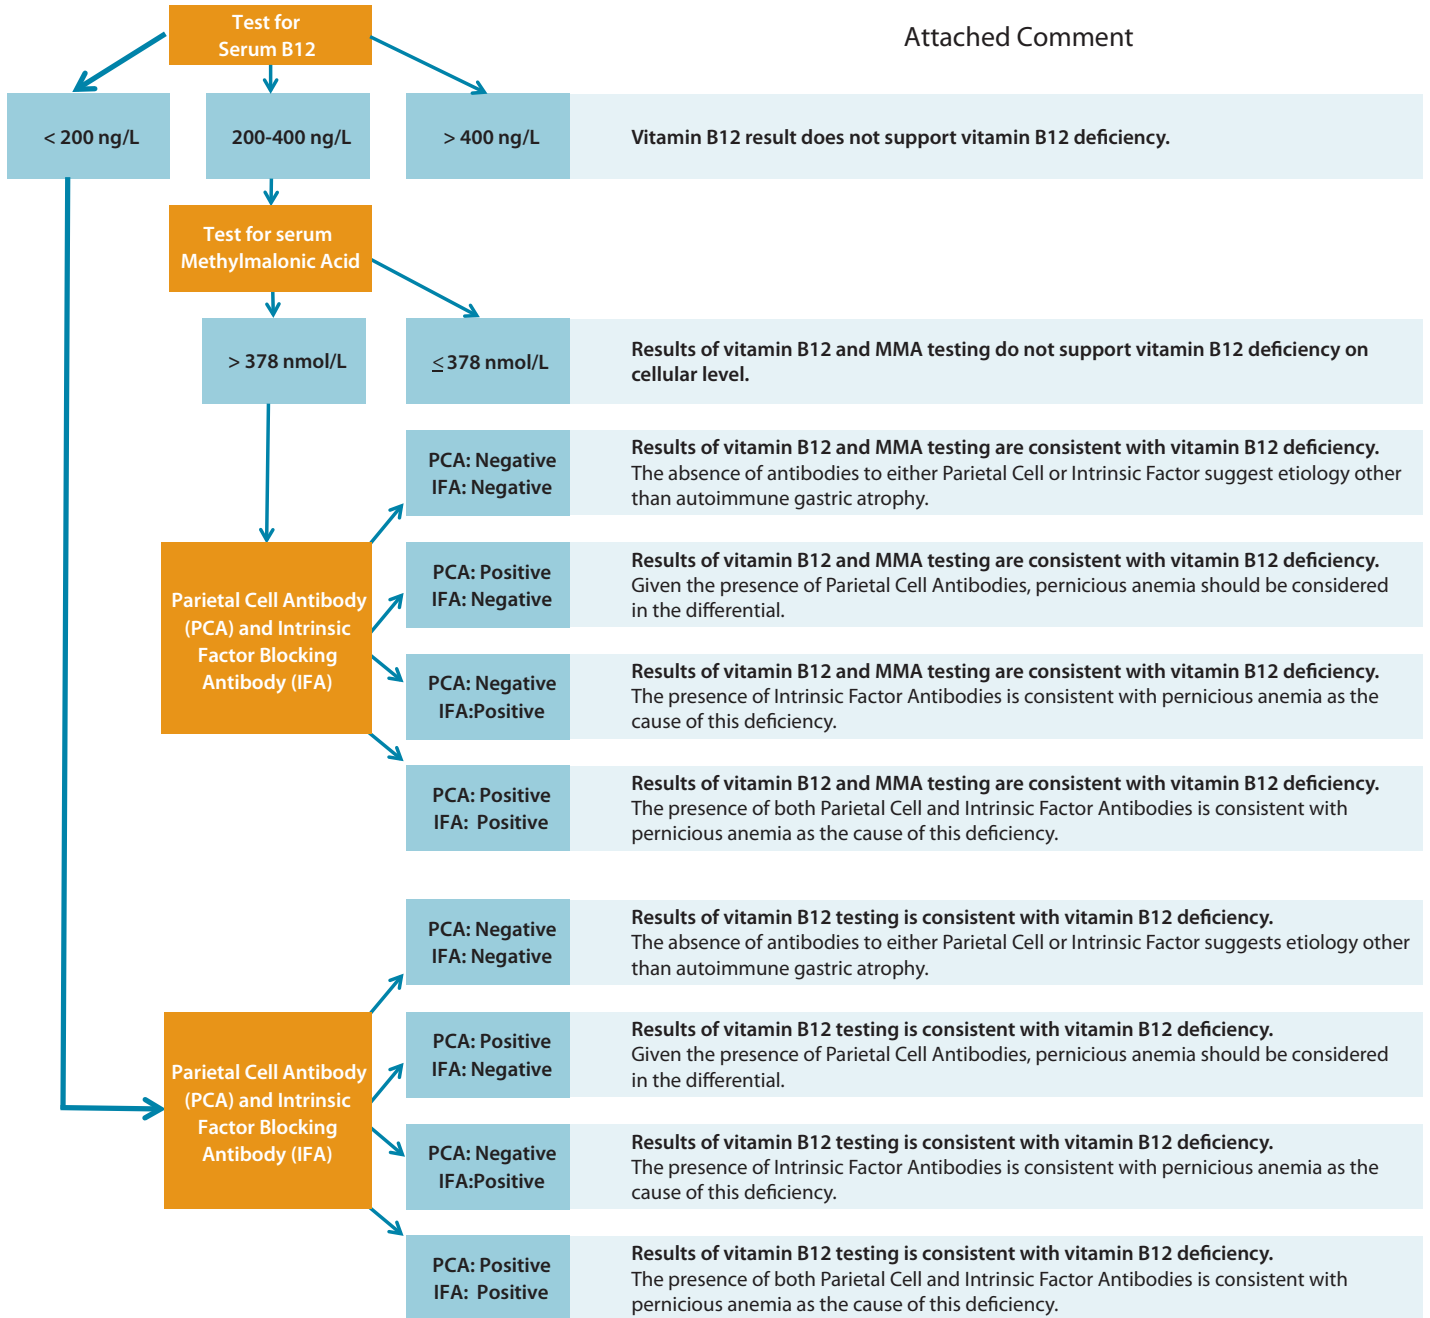 Test for
Serum B12
Attached Comment
< 200 ng/L
200-400 ng/L
> 400 ng/L
Vitamin B12 result does not support vitamin B12 deficiency.
Test for serum
Methylmalonic Acid
> 378 nmol/L
≤ 378 nmol/L
Results of vitamin B12 and MMA testing do not support vitamin B12 deficiency on
cellular level.
Parietal Cell Antibody
(PCA) and Intrinsic
Factor Blocking
Antibody (IFA)
PCA: Negative
IFA: Negative
Results of vitamin B12 and MMA testing are consistent with vitamin B12 deficiency.
The absence of antibodies to either Parietal Cell or Intrinsic Factor suggest etiology other
than autoimmune gastric atrophy.
PCA: Positive
IFA: Negative
Results of vitamin B12 and MMA testing are consistent with vitamin B12 deficiency.
Given the presence of Parietal Cell Antibodies, pernicious anemia should be considered
in the differential.
PCA: Negative
IFA:Positive
Results of vitamin B12 and MMA testing are consistent with vitamin B12 deficiency.
The presence of Intrinsic Factor Antibodies is consistent with pernicious anemia as the
cause of this deficiency.
PCA: Positive
IFA: Positive
Results of vitamin B12 and MMA testing are consistent with vitamin B12 deficiency.
The presence of both Parietal Cell and Intrinsic Factor Antibodies is consistent with
pernicious anemia as the cause of this deficiency.
Parietal Cell Antibody
(PCA) and Intrinsic
Factor Blocking
Antibody (IFA)
PCA: Negative
IFA: Negative
Results of vitamin B12 testing is consistent with vitamin B12 deficiency.
The absence of antibodies to either Parietal Cell or Intrinsic Factor suggests etiology other
than autoimmune gastric atrophy.
PCA: Positive
IFA: Negative
Results of vitamin B12 testing is consistent with vitamin B12 deficiency.
Given the presence of Parietal Cell Antibodies, pernicious anemia should be considered
in the differential.
PCA: Negative
IFA:Positive
Results of vitamin B12 testing is consistent with vitamin B12 deficiency.
The presence of Intrinsic Factor Antibodies is consistent with pernicious anemia as the
cause of this deficiency.
PCA: Positive
IFA: Positive
Results of vitamin B12 testing is consistent with vitamin B12 deficiency.
The presence of both Parietal Cell and Intrinsic Factor Antibodies is consistent with
pernicious anemia as the cause of this deficiency.